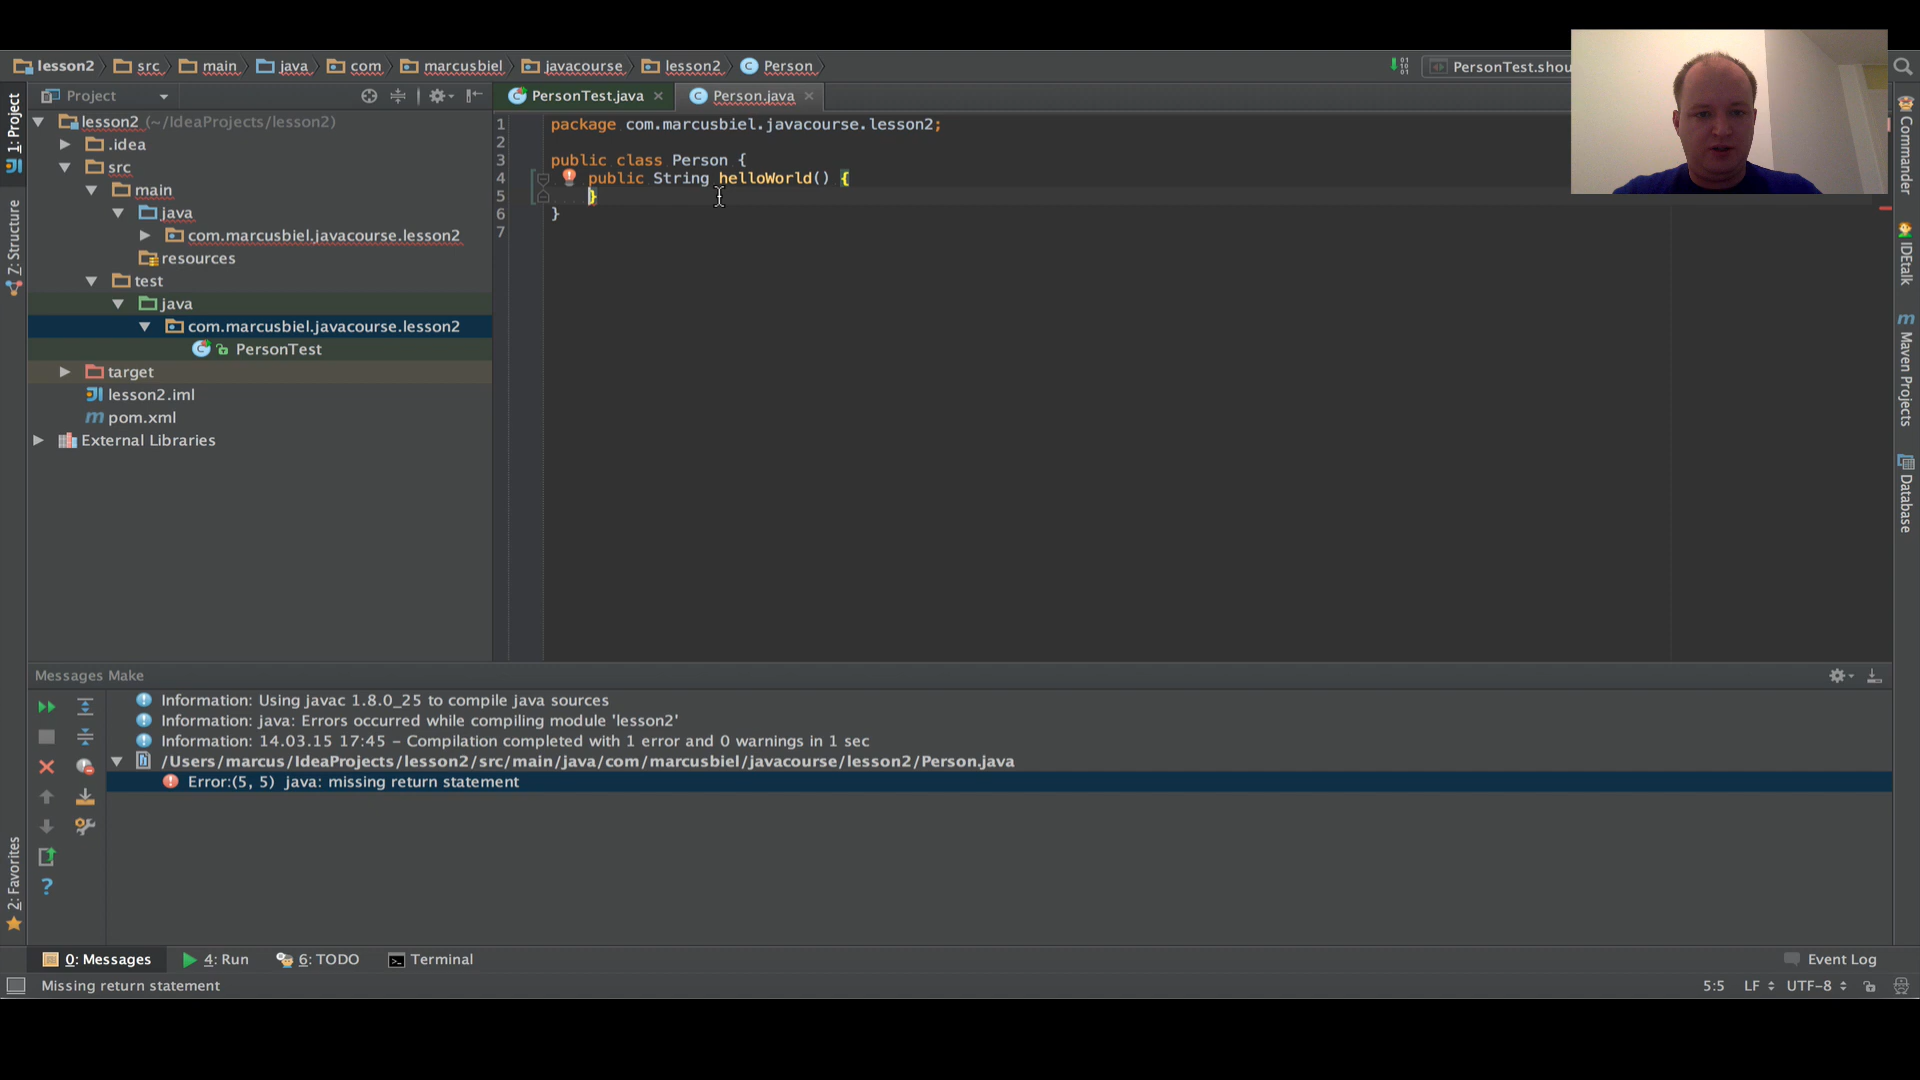 lesson2 src main java com marcusbiel javacourse lesson2 Person
PersonTest.shou
1: Project
Project
PersonTest.java
Person.java
lesson2 (~/IdeaProjects/lesson2)
.idea
src
main
java
com.marcusbiel.javacourse.lesson2
resources
test
java
com.marcusbiel.javacourse.lesson2
PersonTest
target
lesson2.iml
pom.xml
External Libraries
7: Structure
2: Favorites
1 package com.marcusbiel.javacourse.lesson2;
2
3 public class Person {
4 public String helloWorld() {
5 }
6 }
7
Commander
IDEtalk
Maven Projects
Database
Messages Make
Information: Using javac 1.8.0_25 to compile java sources
Information: java: Errors occurred while compiling module 'lesson2'
Information: 14.03.15 17:45 – Compilation completed with 1 error and 0 warnings in 1 sec
/Users/marcus/IdeaProjects/lesson2/src/main/java/com/marcusbiel/javacourse/lesson2/Person.java
Error:(5, 5) java: missing return statement
0: Messages 4: Run 6: TODO Terminal Event Log
Missing return statement 5:5 LF UTF-8